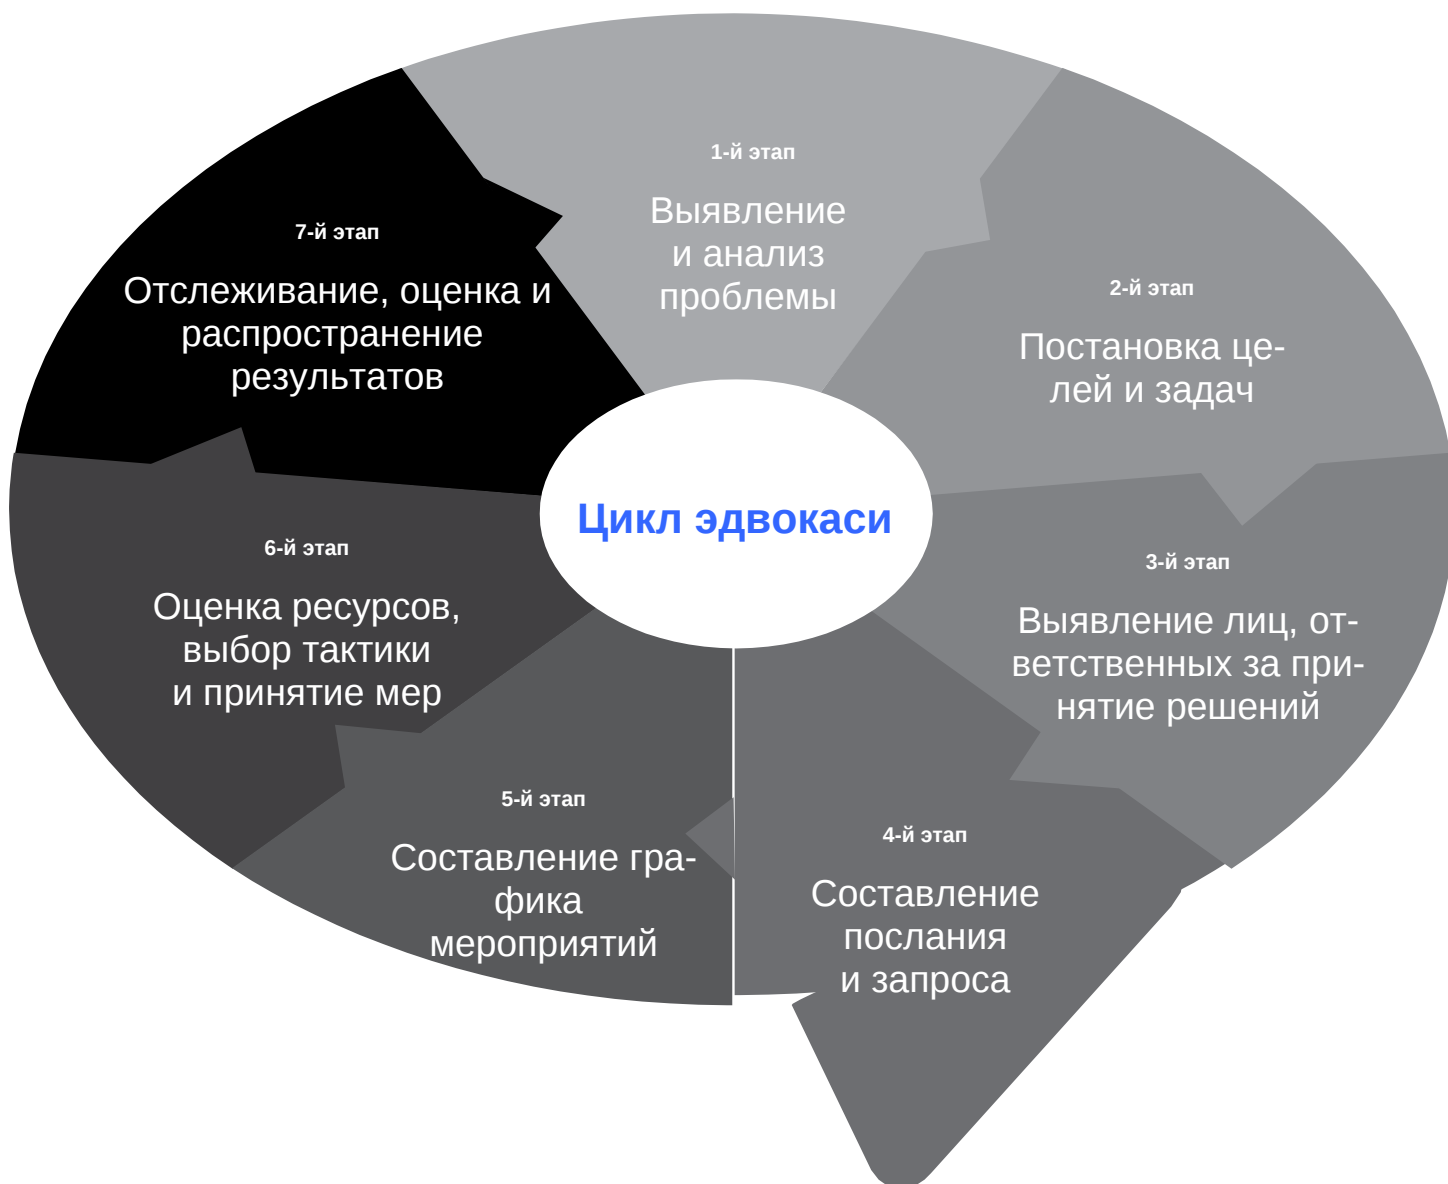 1-й этап
Выявление
и анализ
проблемы
2-й этап
Постановка це-
лей и задач
3-й этап
Выявление лиц, от-
ветственных за при-
нятие решений
4-й этап
Составление
послания
и запроса
5-й этап
Составление гра-
фика
мероприятий
6-й этап
Оценка ресурсов,
выбор тактики
и принятие мер
7-й этап
Отслеживание, оценка и
распространение
результатов
Цикл эдвокаси